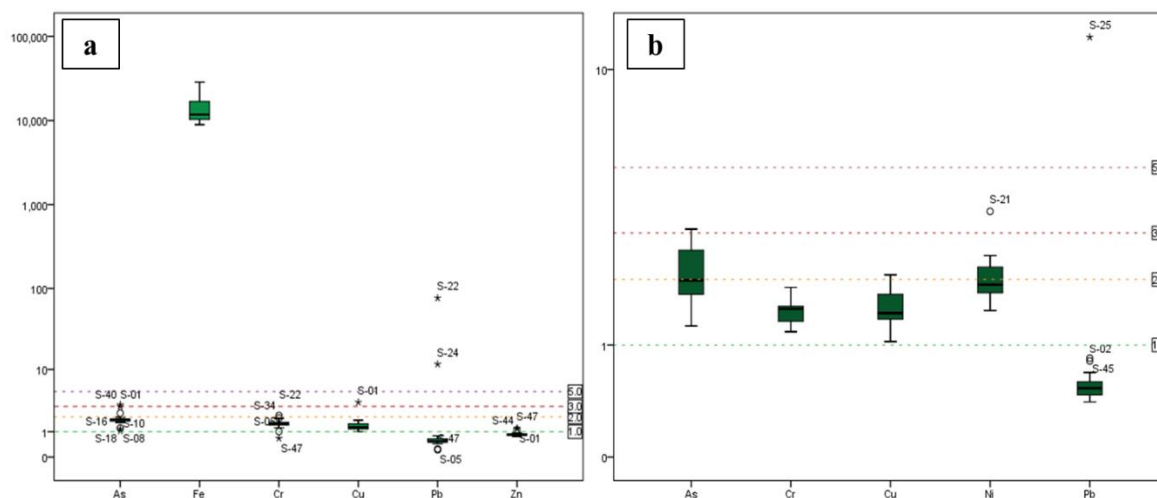 a
100,000
10,000
1,000
100
10
1
0
S-22
S-24
S-40 S-01
S-16
S-10
S-18 S-08
S-22
S-34
S-47
S-01
S-47
S-05
S-47
S-44
S-01
5.0
3.0
2.0
1.0
As Fe Cr Cu Pb Zn
b
10
1
0
S-25
S-21
S-02
S-45
As Cr Cu Ni Pb